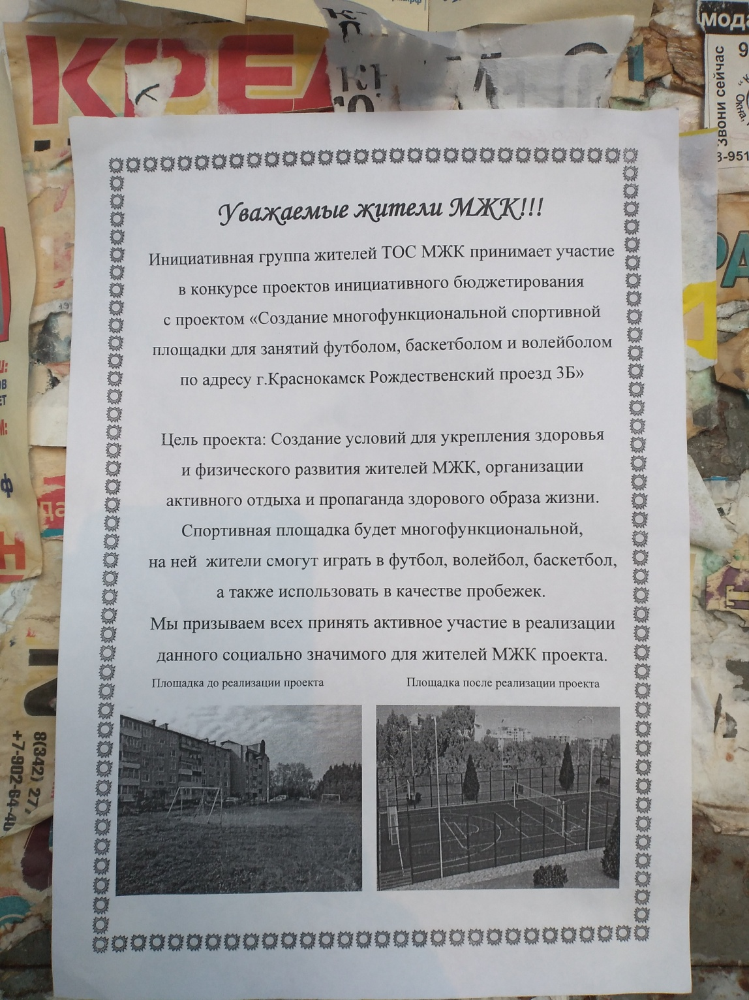 КРЕ
мода
Звони сейчас
Окна,
8-951
Уважаемые жители МЖК!!!
Инициативная группа жителей ТОС МЖК принимает участие
в конкурсе проектов инициативного бюджетирования
с проектом «Создание многофункциональной спортивной
площадки для занятий футболом, баскетболом и волейболом
по адресу г.Краснокамск Рождественский проезд 3Б»
Цель проекта: Создание условий для укрепления здоровья
и физического развития жителей МЖК, организации
активного отдыха и пропаганда здорового образа жизни.
Спортивная площадка будет многофункциональной,
на ней жители смогут играть в футбол, волейбол, баскетбол,
а также использовать в качестве пробежек.
Мы призываем всех принять активное участие в реализации
данного социально значимого для жителей МЖК проекта.
Площадка до реализации проекта
Площадка после реализации проекта
8(342) 27,
+7-902-64-40